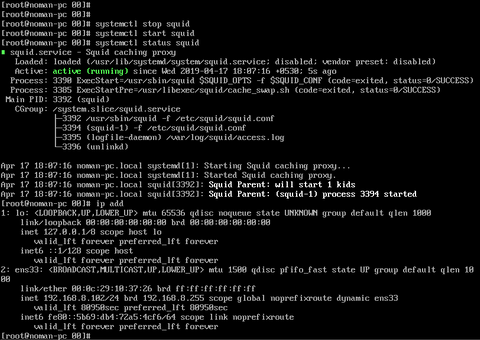 [root@noman-pc 00]#
[root@noman-pc 00]#
[root@noman-pc 00]# systemctl stop squid
[root@noman-pc 00]# systemctl start squid
[root@noman-pc 00]# systemctl status squid
● squid.service - Squid caching proxy
Loaded: loaded (/usr/lib/systemd/system/squid.service; disabled; vendor preset: disabled)
Active: active (running) since Wed 2019-04-17 18:07:16 +0530; 5s ago
Process: 3390 ExecStart=/usr/sbin/squid $SQUID_OPTS -f $SQUID_CONF (code=exited, status=0/SUCCESS)
Process: 3385 ExecStartPre=/usr/libexec/squid/cache_swap.sh (code=exited, status=0/SUCCESS)
Main PID: 3392 (squid)
CGroup: /system.slice/squid.service
├─3392 /usr/sbin/squid -f /etc/squid/squid.conf
├─3394 (squid-1) -f /etc/squid/squid.conf
├─3395 (logfile-daemon) /var/log/squid/access.log
└─3396 (unlinkd)
Apr 17 18:07:16 noman-pc.local systemd[1]: Starting Squid caching proxy...
Apr 17 18:07:16 noman-pc.local systemd[1]: Started Squid caching proxy.
Apr 17 18:07:16 noman-pc.local squid[3392]: Squid Parent: will start 1 kids
Apr 17 18:07:16 noman-pc.local squid[3392]: Squid Parent: (squid-1) process 3394 started
[root@noman-pc 00]# ip add
1: lo: <LOOPBACK,UP,LOWER_UP> mtu 65536 qdisc noqueue state UNKNOWN group default qlen 1000
link/loopback 00:00:00:00:00:00 brd 00:00:00:00:00:00
inet 127.0.0.1/8 scope host lo
valid_lft forever preferred_lft forever
inet6 ::1/128 scope host
valid_lft forever preferred_lft forever
2: ens33: <BROADCAST,MULTICAST,UP,LOWER_UP> mtu 1500 qdisc pfifo_fast state UP group default qlen 10
00
link/ether 00:0c:29:10:37:26 brd ff:ff:ff:ff:ff:ff
inet 192.168.8.102/24 brd 192.168.8.255 scope global noprefixroute dynamic ens33
valid_lft 80950sec preferred_lft 80950sec
inet6 fe80::5b69:db4:72a5:4cf6/64 scope link noprefixroute
valid_lft forever preferred_lft forever
[root@noman-pc 00]#